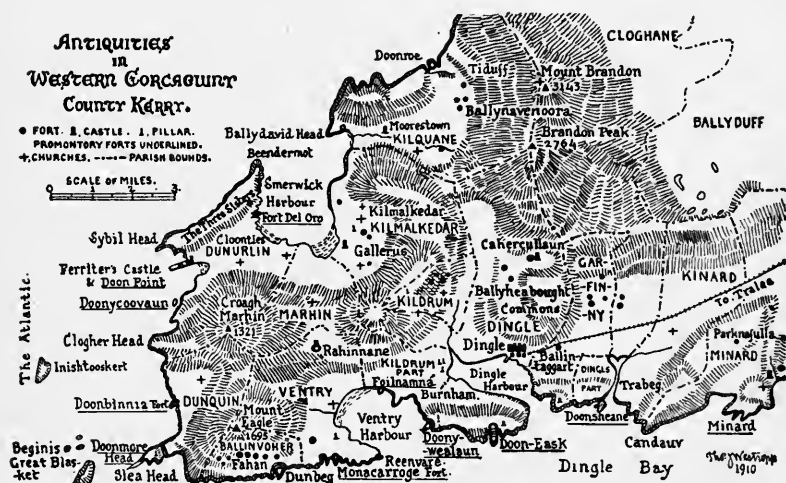 Antiquities
in
Western Corcaguiny
County Kerry.
● FORT. CASTLE. PILLAR.
PROMONTORY FORTS UNDERLINED.
+, CHURCHES. ---- PARISH BOUNDS.
SCALE OF MILES.
0 1 2 3
CLOGHANE
Doonroe
Tiduff
Mount Brandon
3143
Ballynavenoora
BALLYDUFF
Ballydavid Head
Moorestown
KILQUANE
Brandon Peak
2764
Beendermot
Smerwick
Harbour
The Three Sisters
Fort Del Oro
Kilmalkedar
KILMALKEDAR
Sybil Head
Cloonties
DUNURLIN
Gallerus
Cahercullaun
GAR-
FIN-
NY
KINARD
Ferriter's Castle
& Doon Point
Doonycoovaun
KILDRUM
Ballyheabought
Commons
To Tralee
Croagh
Marhin
1321
MARHIN
DINGLE
The Atlantic.
Clogher Head
Parknafulla
MINARD
Inishtooskert
Rahinnane
Dingle
Ballin-
taggart
KILDRUM
PART
Dingle
Harbour
DINGLE
PART
Trabeg
Foilnamna
Doonbinnia Fort
DUNQUIN
VENTRY
Burnham
Mount
Eagle
1695
Ventry
Harbour
Doonsheane
Minard
Beginis
Great Blas-
ket
Doonmore
Head
BALLINVOHER
Fahan
Doony-
wealaun
Doon-Eask
Candauv
Slea Head
Dunbeg
Reenvare
Monacarroge Fort.
Dingle Bay
1910